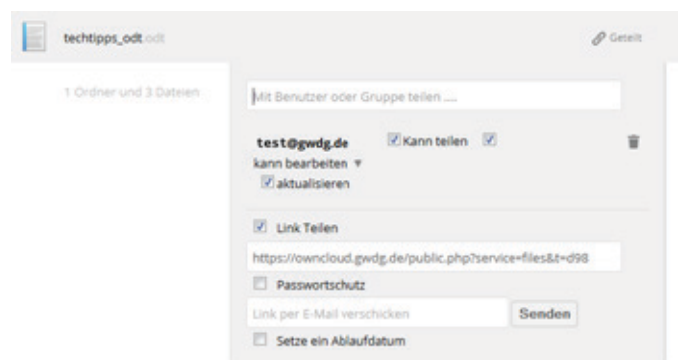 techtipps_odt.odt
Geteilt
1 Ordner und 3 Dateien
Mit Benutzer oder Gruppe teilen ....
test@gwdg.de Kann teilen
kann bearbeiten
aktualisieren
Link Teilen
https://owncloud.gwdg.de/public.php?service=files&t=d98
Passwortschutz
Link per E-Mail verschicken Senden
Setze ein Ablaufdatum